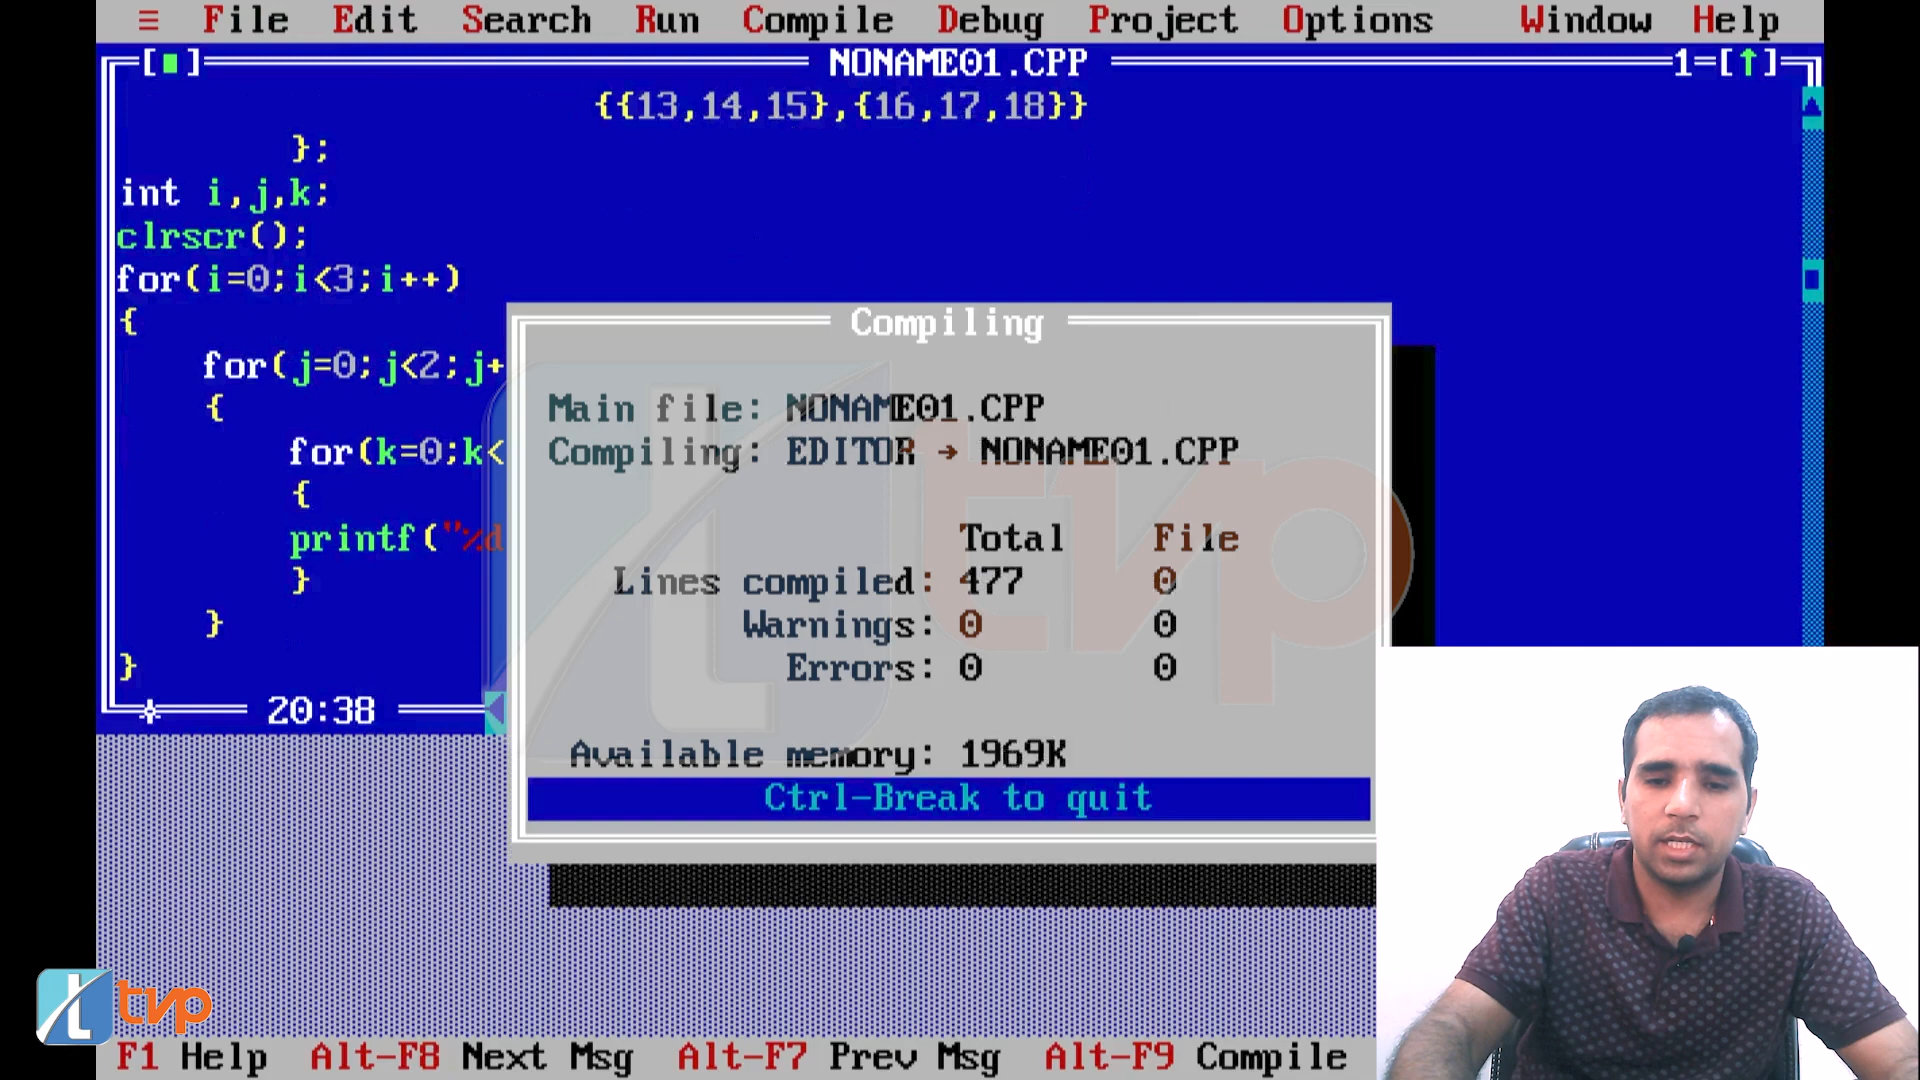 ≡ File Edit Search Run Compile Debug Project Options Window Help
[■] NONAME01.CPP 1=[↑]
{{13,14,15},{16,17,18}}
};
int i,j,k;
clrscr();
for(i=0;i<3;i++)
{
for(j=0;j<2;j+
{
for(k=0;k<
{
printf("%d
}
}
}
20:38
Compiling
Main file: NONAME01.CPP
Compiling: EDITOR → NONAME01.CPP
Total File
Lines compiled: 477 0
Warnings: 0 0
Errors: 0 0
Available memory: 1969K
Ctrl-Break to quit
tvp
tvp
F1 Help Alt-F8 Next Msg Alt-F7 Prev Msg Alt-F9 Compile